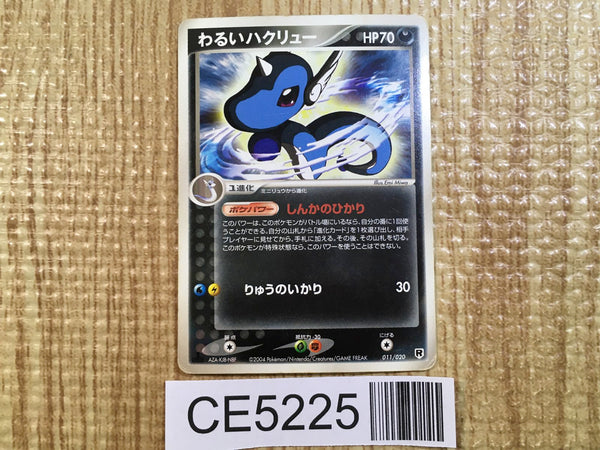 わるいハクリュー HP70
Illus. Emi Miwa
1進化 ミニリュウから進化
ポケパワー しんかのひかり
このパワーは、このポケモンがバトル場にいるなら、自分の番に1回使
うことができる。自分の山札から「進化カード」を1枚選び出し、相手
プレイヤーに見せてから、手札に加える。その後、その山札を切る。
このポケモンが特殊状態なら、このパワーを使うことはできない。
りゅうのいかり 30
弱点 抵抗力 -30 にげる
AZA-KJB-NBF ©2004 Pokémon/Nintendo/Creatures/GAME FREAK 011/020 R
CE5225